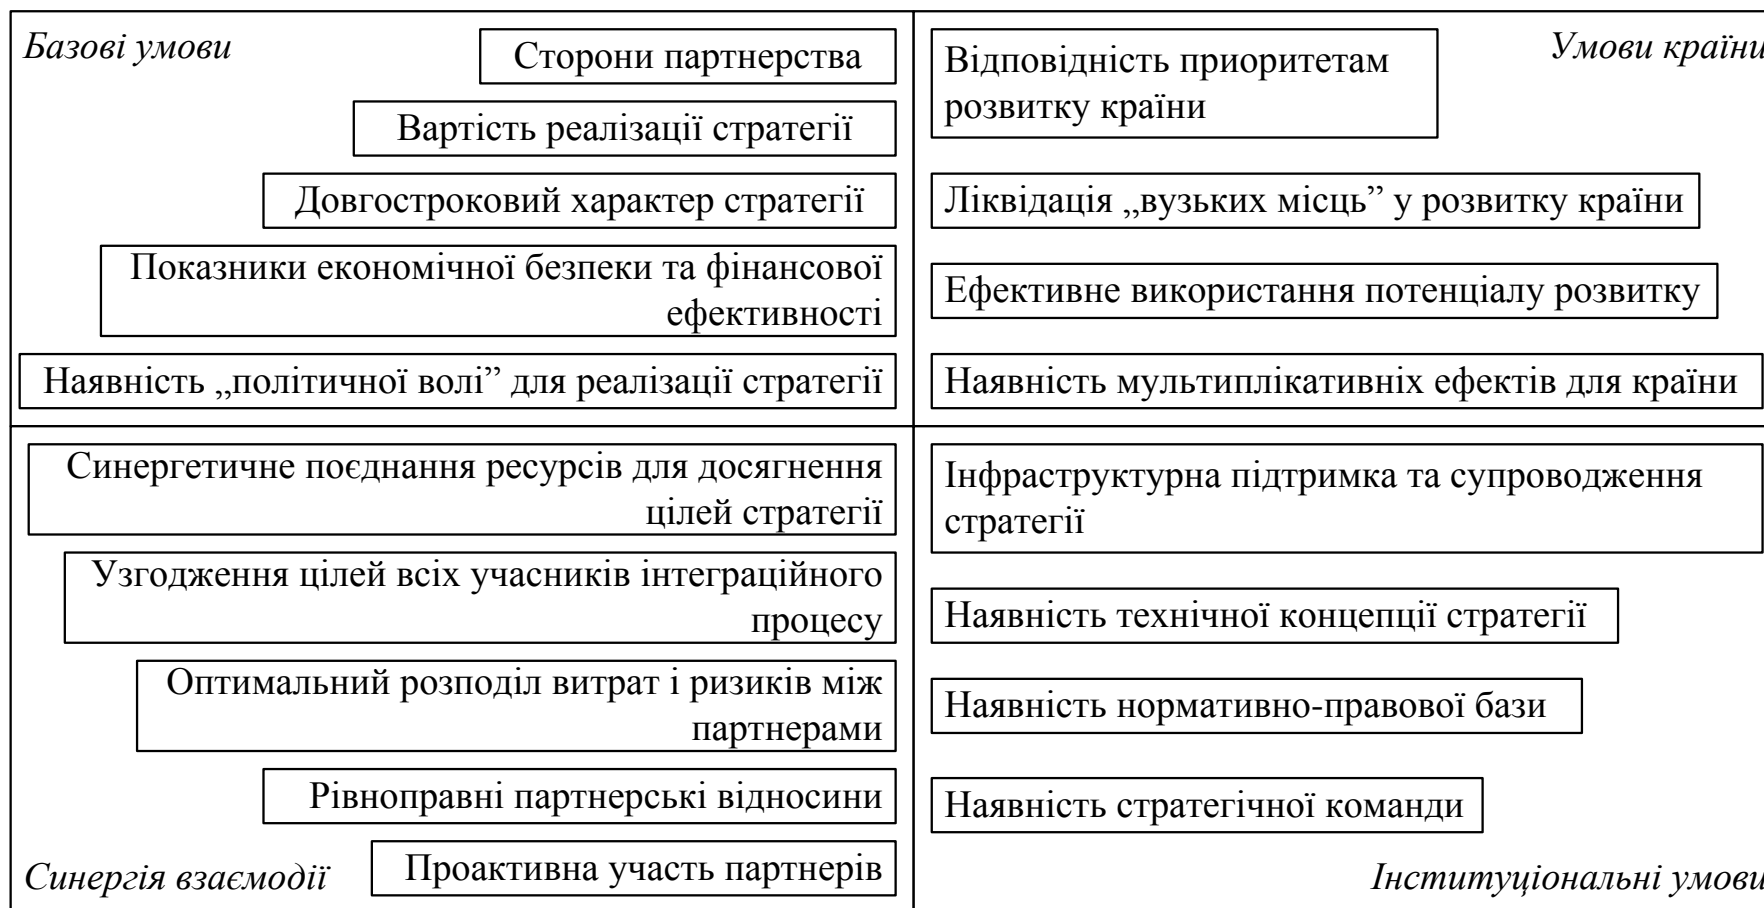 Базові умови
Сторони партнерства
Вартість реалізації стратегії
Довгостроковий характер стратегії
Показники економічної безпеки та фінансової
ефективності
Наявність „політичної волі” для реалізації стратегії
Умови країни
Відповідність приоритетам
розвитку країни
Ліквідація „вузьких місць” у розвитку країни
Ефективне використання потенціалу розвитку
Наявність мультиплікативніх ефектів для країни
Синергетичне поєднання ресурсів для досягнення
цілей стратегії
Узгодження цілей всіх учасників інтеграційного
процесу
Оптимальний розподіл витрат і ризиків між
партнерами
Рівноправні партнерські відносини
Проактивна участь партнерів
Синергія взаємодії
Інфраструктурна підтримка та супроводження
стратегії
Наявність технічної концепції стратегії
Наявність нормативно-правової бази
Наявність стратегічної команди
Інституціональні умови